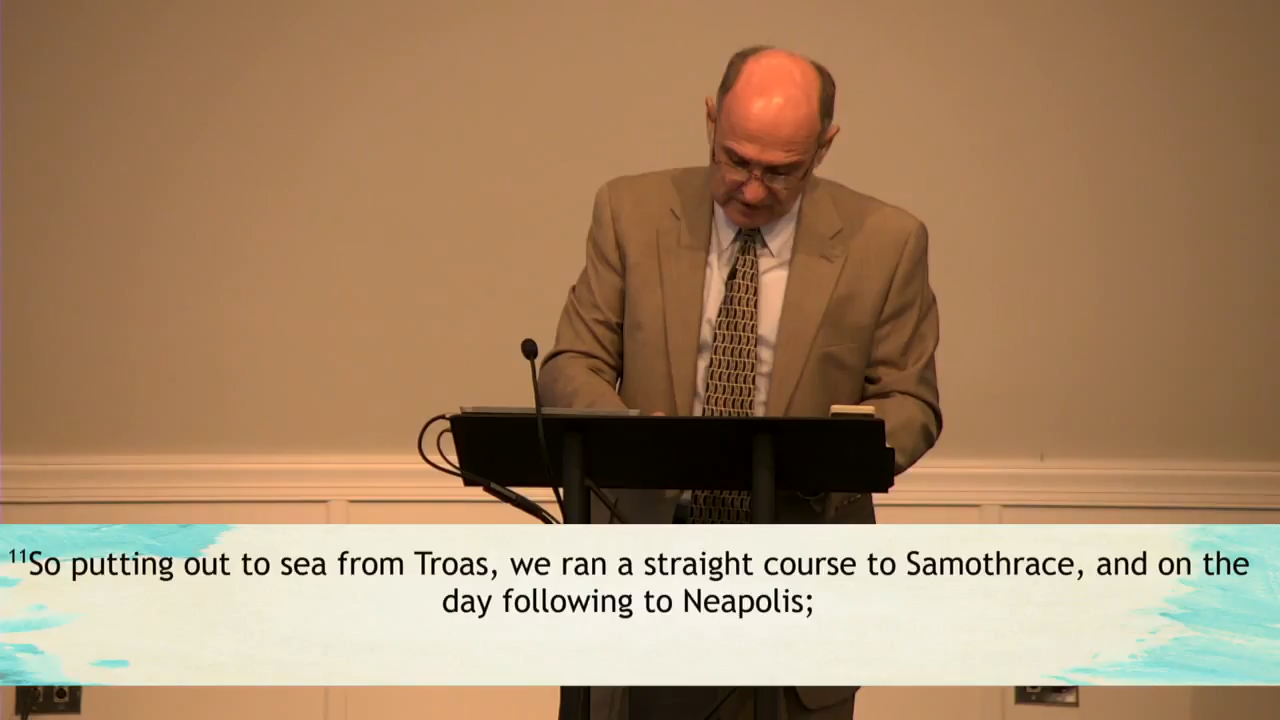 ¹¹So putting out to sea from Troas, we ran a straight course to Samothrace, and on the
day following to Neapolis;